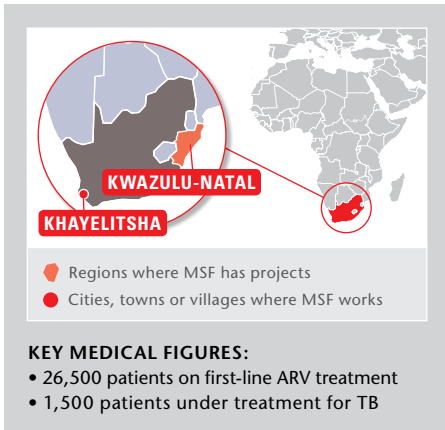 KWAZULU-NATAL
KHAYELITSHA
Regions where MSF has projects
Cities, towns or villages where MSF works
KEY MEDICAL FIGURES:
• 26,500 patients on first-line ARV treatment
• 1,500 patients under treatment for TB